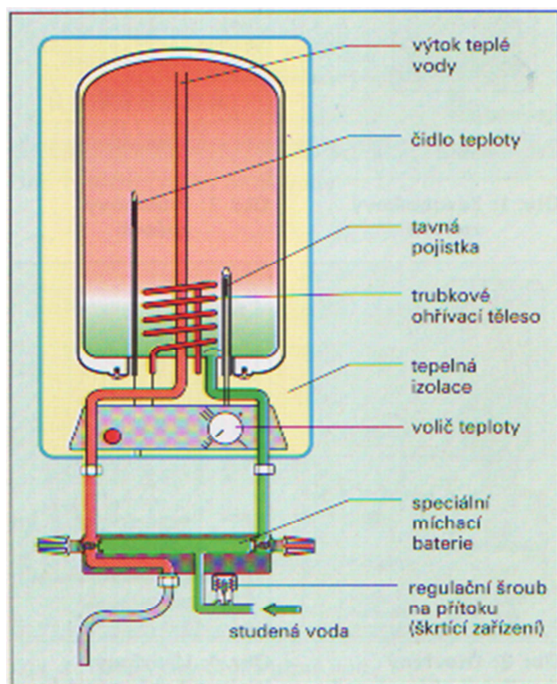 výtok teplé
vody
čidlo teploty
tavná
pojistka
trubkové
ohřívací těleso
tepelná
izolace
volič teploty
speciální
míchací
baterie
regulační šroub
na přítoku
(škrtící zařízení)
studená voda